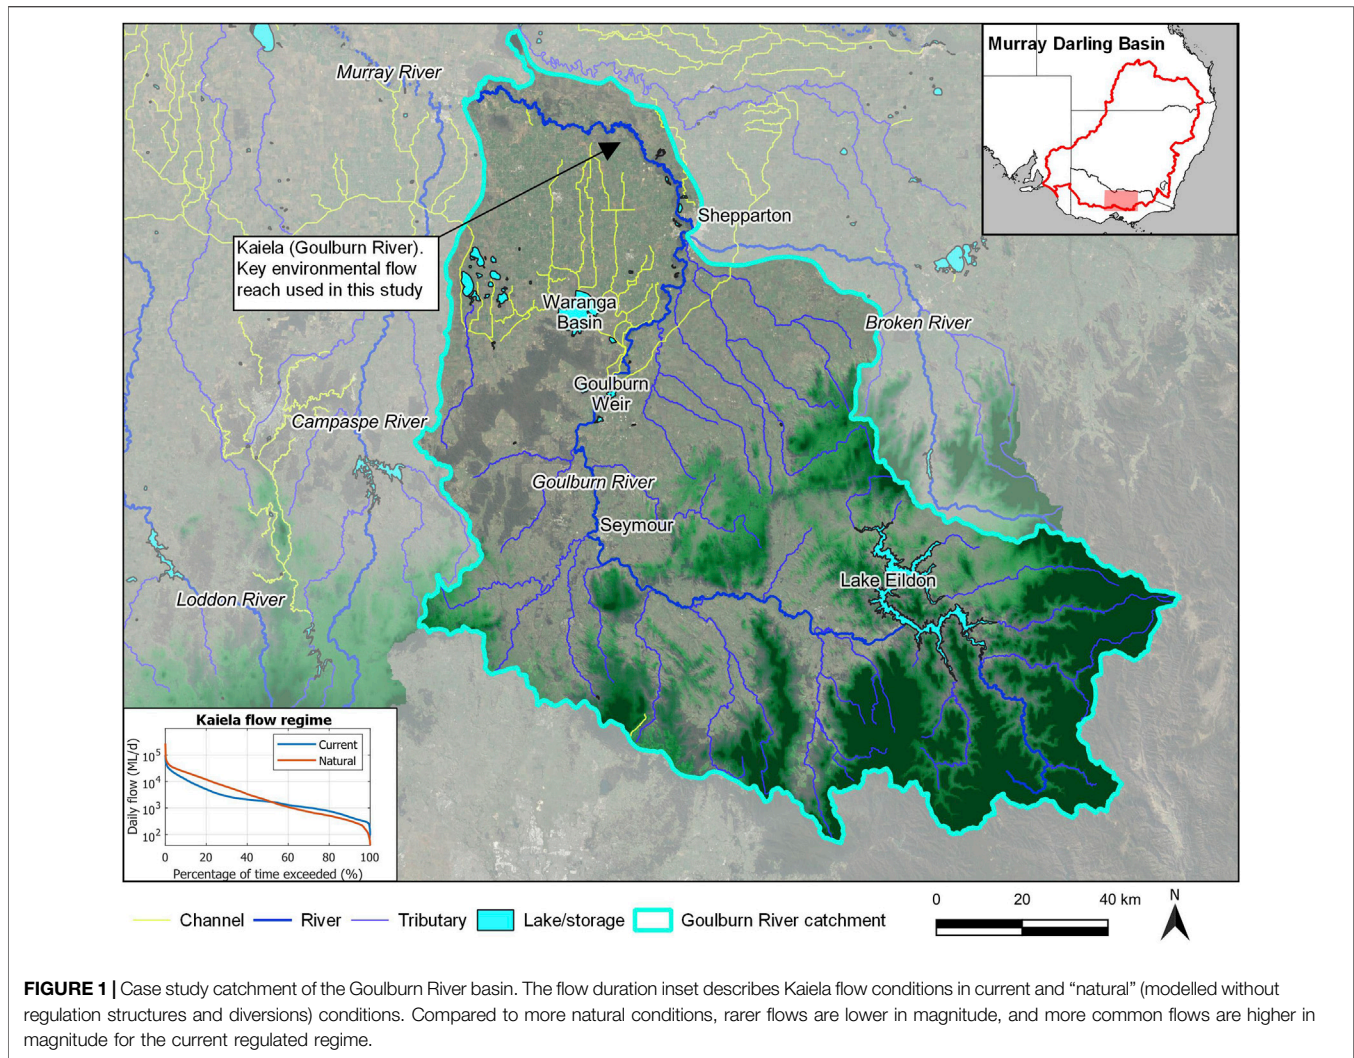 Murray Darling Basin
Murray River
Shepparton
Kaiela (Goulburn River).
Key environmental flow
reach used in this study
Waranga
Basin
Broken River
Goulburn
Weir
Campaspe River
Goulburn River
Seymour
Lake Eildon
Loddon River
Kaiela flow regime
Current
Natural
Daily flow (ML/d)
10^5
10^4
10^3
10^2
0 20 40 60 80 100
Percentage of time exceeded (%)
Channel River Tributary Lake/storage Goulburn River catchment
0 20 40 km
N
FIGURE 1 | Case study catchment of the Goulburn River basin. The flow duration inset describes Kaiela flow conditions in current and “natural” (modelled without
regulation structures and diversions) conditions. Compared to more natural conditions, rarer flows are lower in magnitude, and more common flows are higher in
magnitude for the current regulated regime.